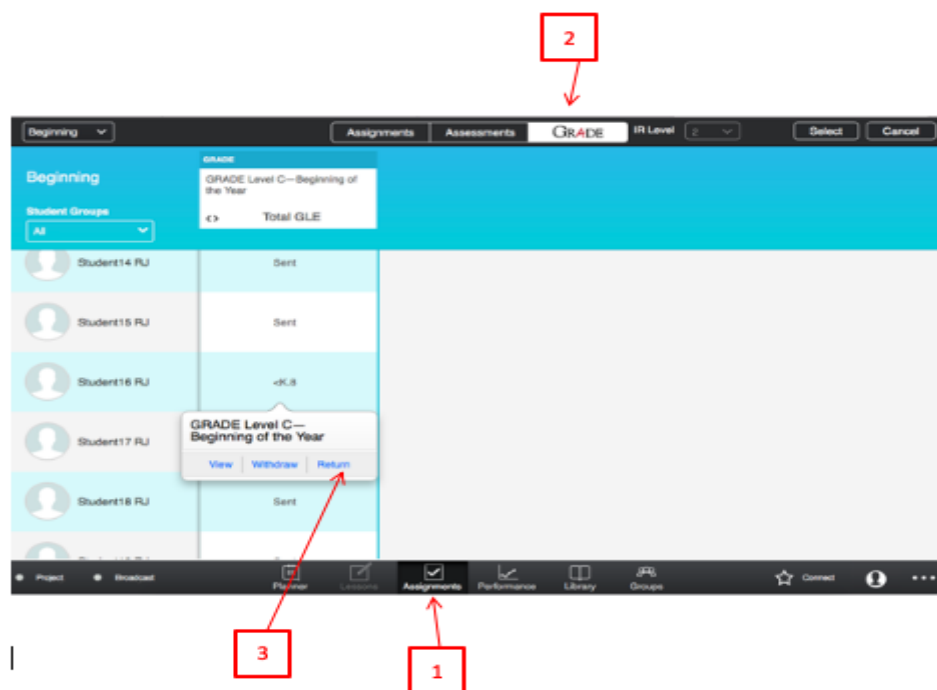 2
Beginning
Assignments
Assessments
GRADE
IR Level
2
Select
Cancel
Beginning
GRADE
GRADE Level C—Beginning of
the Year
Student Groups
All
<> Total GLE
Student14 RJ
Sent
Student15 RJ
Sent
Student16 RJ
<K.8
GRADE Level C—
Beginning of the Year
View
Withdraw
Return
Student17 RJ
Student18 RJ
Sent
Project
Broadcast
Planner
Lessons
Assignments
Performance
Library
Groups
Connect
3
1